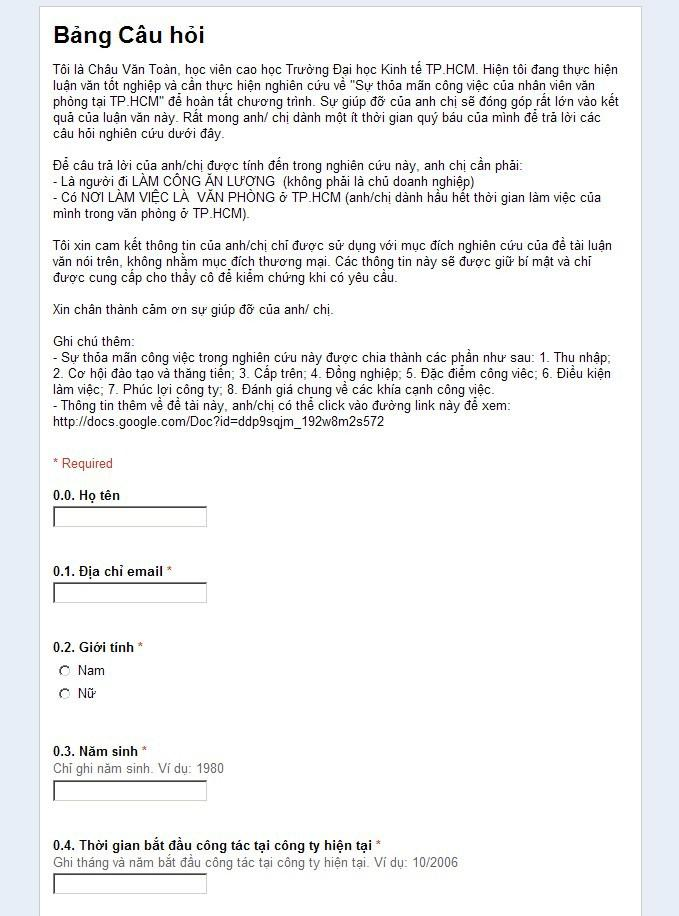 Bảng Câu hỏi
Tôi là Châu Văn Toàn, học viên cao học Trường Đại học Kinh tế TP.HCM. Hiện tôi đang thực hiện
luận văn tốt nghiệp và cần thực hiện nghiên cứu về "Sự thỏa mãn công việc của nhân viên văn
phòng tại TP.HCM" để hoàn tất chương trình. Sự giúp đỡ của anh chị sẽ đóng góp rất lớn vào kết
quả của luận văn này. Rất mong anh/ chị dành một ít thời gian quý báu của mình để trả lời các
câu hỏi nghiên cứu dưới đây.
Để câu trả lời của anh/chị được tính đến trong nghiên cứu này, anh chị cần phải:
- Là người đi LÀM CÔNG ĂN LƯƠNG (không phải là chủ doanh nghiệp)
- Có NƠI LÀM VIỆC LÀ VĂN PHÒNG ở TP.HCM (anh/chị dành hầu hết thời gian làm việc của
mình trong văn phòng ở TP.HCM).
Tôi xin cam kết thông tin của anh/chị chỉ được sử dụng với mục đích nghiên cứu của đề tài luận
văn nói trên, không nhằm mục đích thương mại. Các thông tin này sẽ được giữ bí mật và chỉ
được cung cấp cho thầy cô để kiểm chứng khi có yêu cầu.
Xin chân thành cảm ơn sự giúp đỡ của anh/ chị.
Ghi chú thêm:
- Sự thỏa mãn công việc trong nghiên cứu này được chia thành các phần như sau: 1. Thu nhập;
2. Cơ hội đào tạo và thăng tiến; 3. Cấp trên; 4. Đồng nghiệp; 5. Đặc điểm công viêc; 6. Điều kiện
làm việc; 7. Phúc lợi công ty; 8. Đánh giá chung về các khía cạnh công việc.
- Thông tin thêm về đề tài này, anh/chị có thể click vào đường link này để xem:
http://docs.google.com/Doc?id=ddp9sqjm_192w8m2s572
* Required
0.0. Họ tên
0.1. Địa chỉ email *
0.2. Giới tính *
Nam
Nữ
0.3. Năm sinh *
Chỉ ghi năm sinh. Ví dụ: 1980
0.4. Thời gian bắt đầu công tác tại công ty hiện tại *
Ghi tháng và năm bắt đầu công tác tại công ty hiện tại. Ví dụ: 10/2006